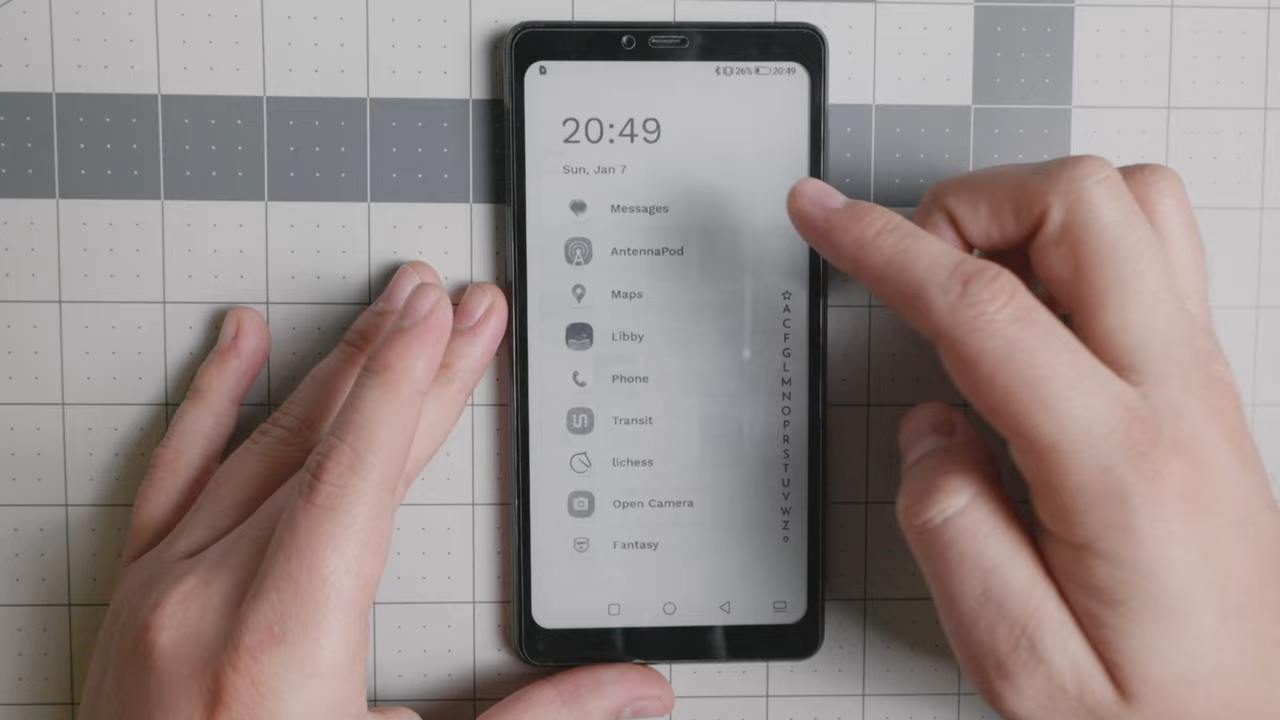 26% 20:49
20:49
Sun, Jan 7
Messages
AntennaPod
Maps
Libby
Phone
Transit
lichess
Open Camera
Fantasy
A
C
F
G
L
M
N
O
P
R
S
T
U
V
W
Z